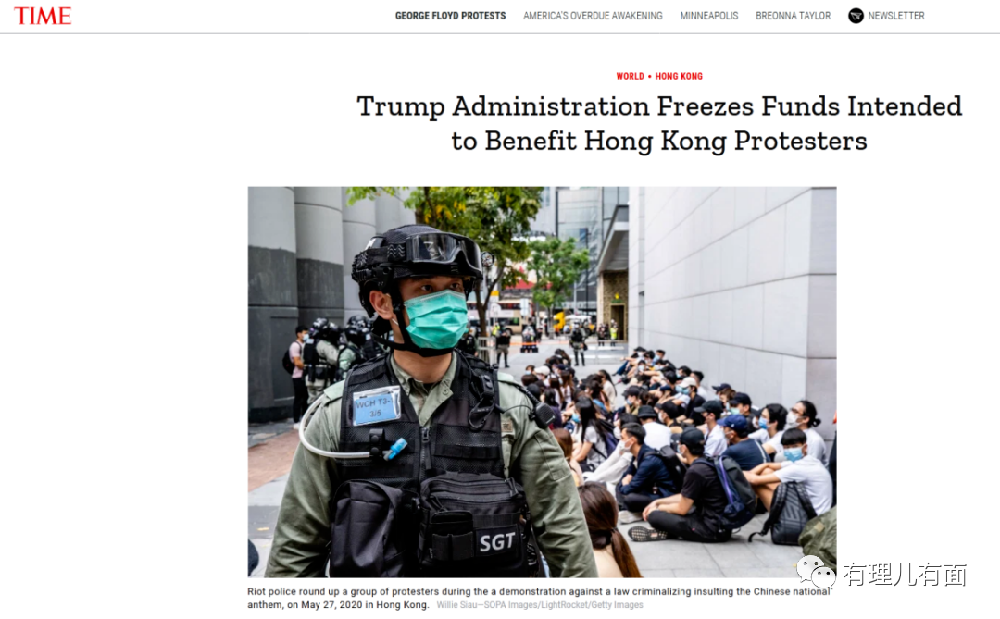 TIME
GEORGE FLOYD PROTESTS AMERICA'S OVERDUE AWAKENING MINNEAPOLIS BREONNA TAYLOR NEWSLETTER
WORLD • HONG KONG
Trump Administration Freezes Funds Intended
to Benefit Hong Kong Protesters
WCH T3-
3/5
SGT
有理儿有面
Riot police round up a group of protesters during the a demonstration against a law criminalizing insulting the Chinese national
anthem, on May 27, 2020 in Hong Kong. Willie Siau—SOPA Images/LightRocket/Getty Images